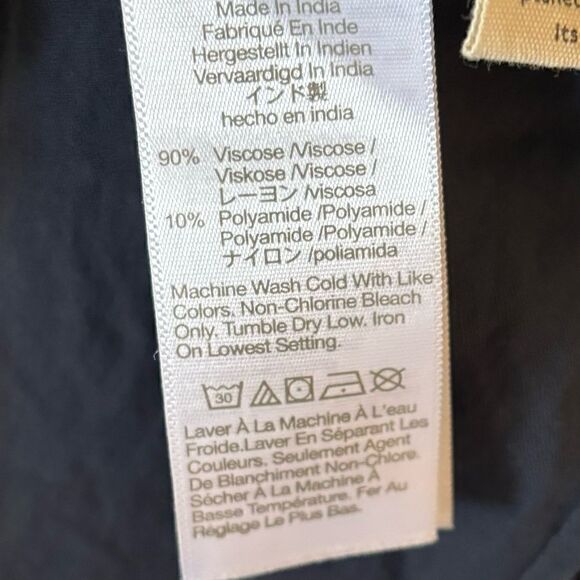 Made In India
Fabriqué En Inde
Hergestellt In Indien
Vervaardigd In India
インド製
hecho en india
90% Viscose /Viscose /
Viskose /Viscose /
レーヨン /viscosa
10% Polyamide /Polyamide /
Polyamide /Polyamide /
ナイロン /poliamida
Machine Wash Cold With Like
Colors. Non-Chlorine Bleach
Only. Tumble Dry Low. Iron
On Lowest Setting.
30
Laver À La Machine À L'eau
Froide.Laver En Séparant Les
Couleurs. Seulement Agent
De Blanchiment Non-Chlore.
Sécher À La Machine À
Basse Température. Fer Au
Réglage Le Plus Bas.
Its